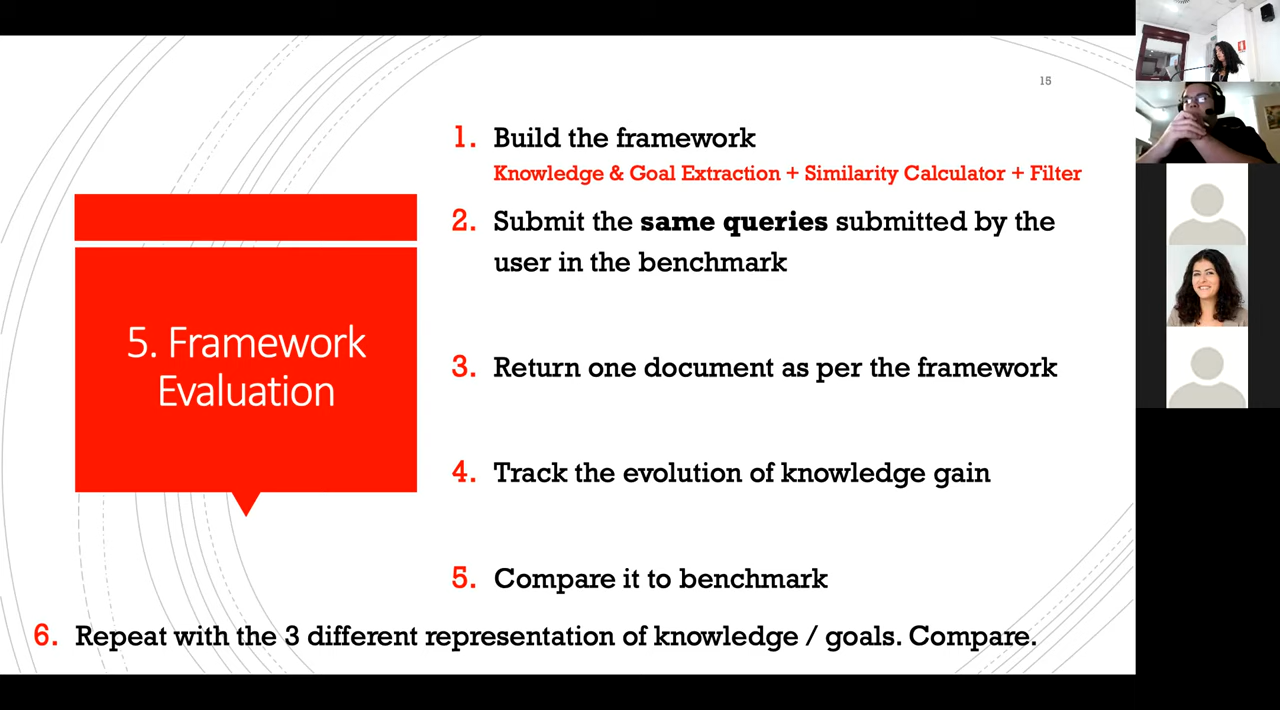 15
5. Framework
Evaluation
1. Build the framework
Knowledge & Goal Extraction + Similarity Calculator + Filter
2. Submit the same queries submitted by the
user in the benchmark
3. Return one document as per the framework
4. Track the evolution of knowledge gain
5. Compare it to benchmark
6. Repeat with the 3 different representation of knowledge / goals. Compare.